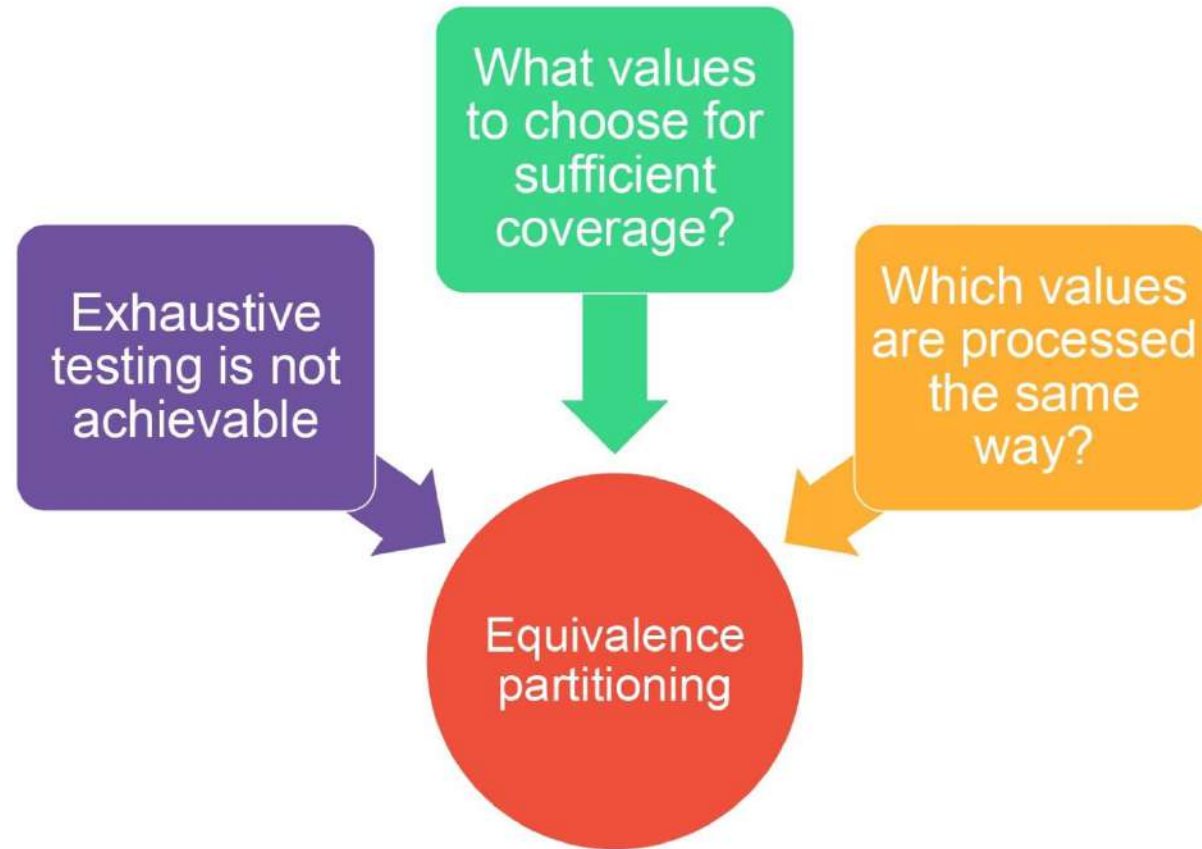 Exhaustive
testing is not
achievable
What values
to choose for
sufficient
coverage?
Which values
are processed
the same
way?
Equivalence
partitioning